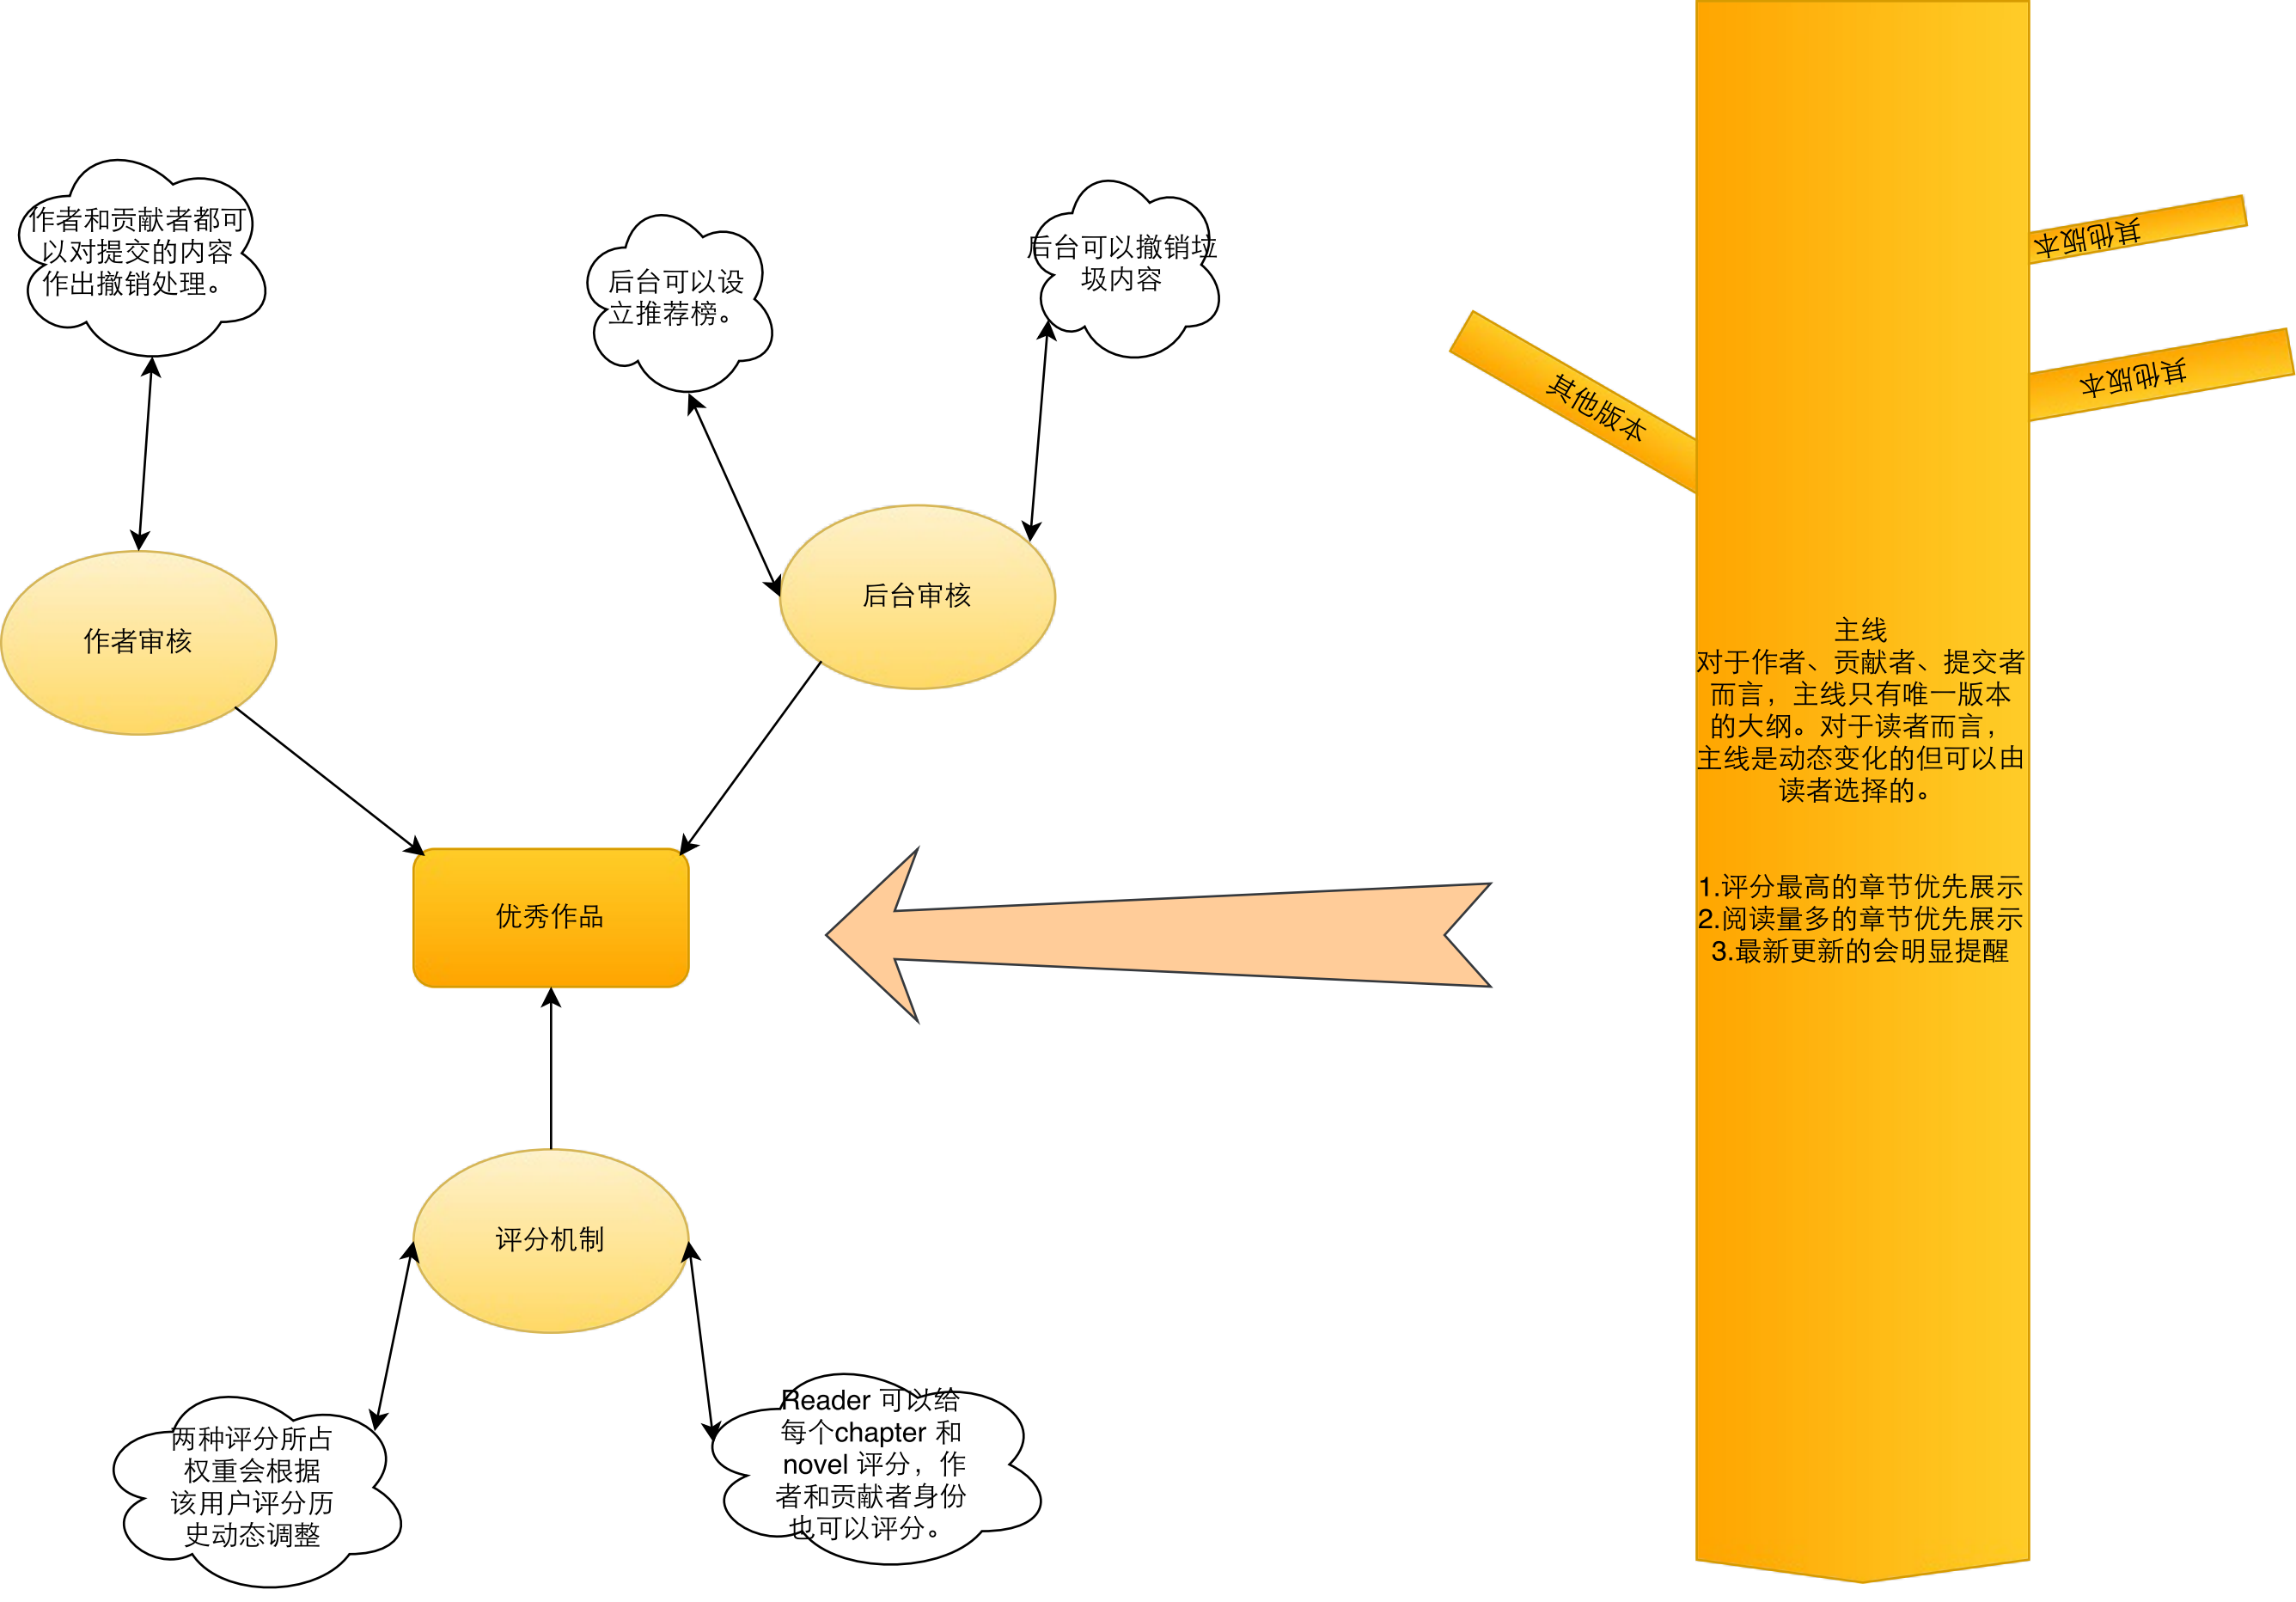 作者和贡献者都可
以对提交的内容
作出撤销处理。
后台可以设
立推荐榜。
后台可以撤销垃
圾内容
作者审核
后台审核
优秀作品
评分机制
两种评分所占
权重会根据
该用户评分历
史动态调整
Reader 可以给
每个chapter 和
novel 评分，作
者和贡献者身份
也可以评分。
其他版本
其他版本
其他版本
主线
对于作者、贡献者、提交者
而言，主线只有唯一版本
的大纲。对于读者而言，
主线是动态变化的但可以由
读者选择的。
1.评分最高的章节优先展示
2.阅读量多的章节优先展示
3.最新更新的会明显提醒